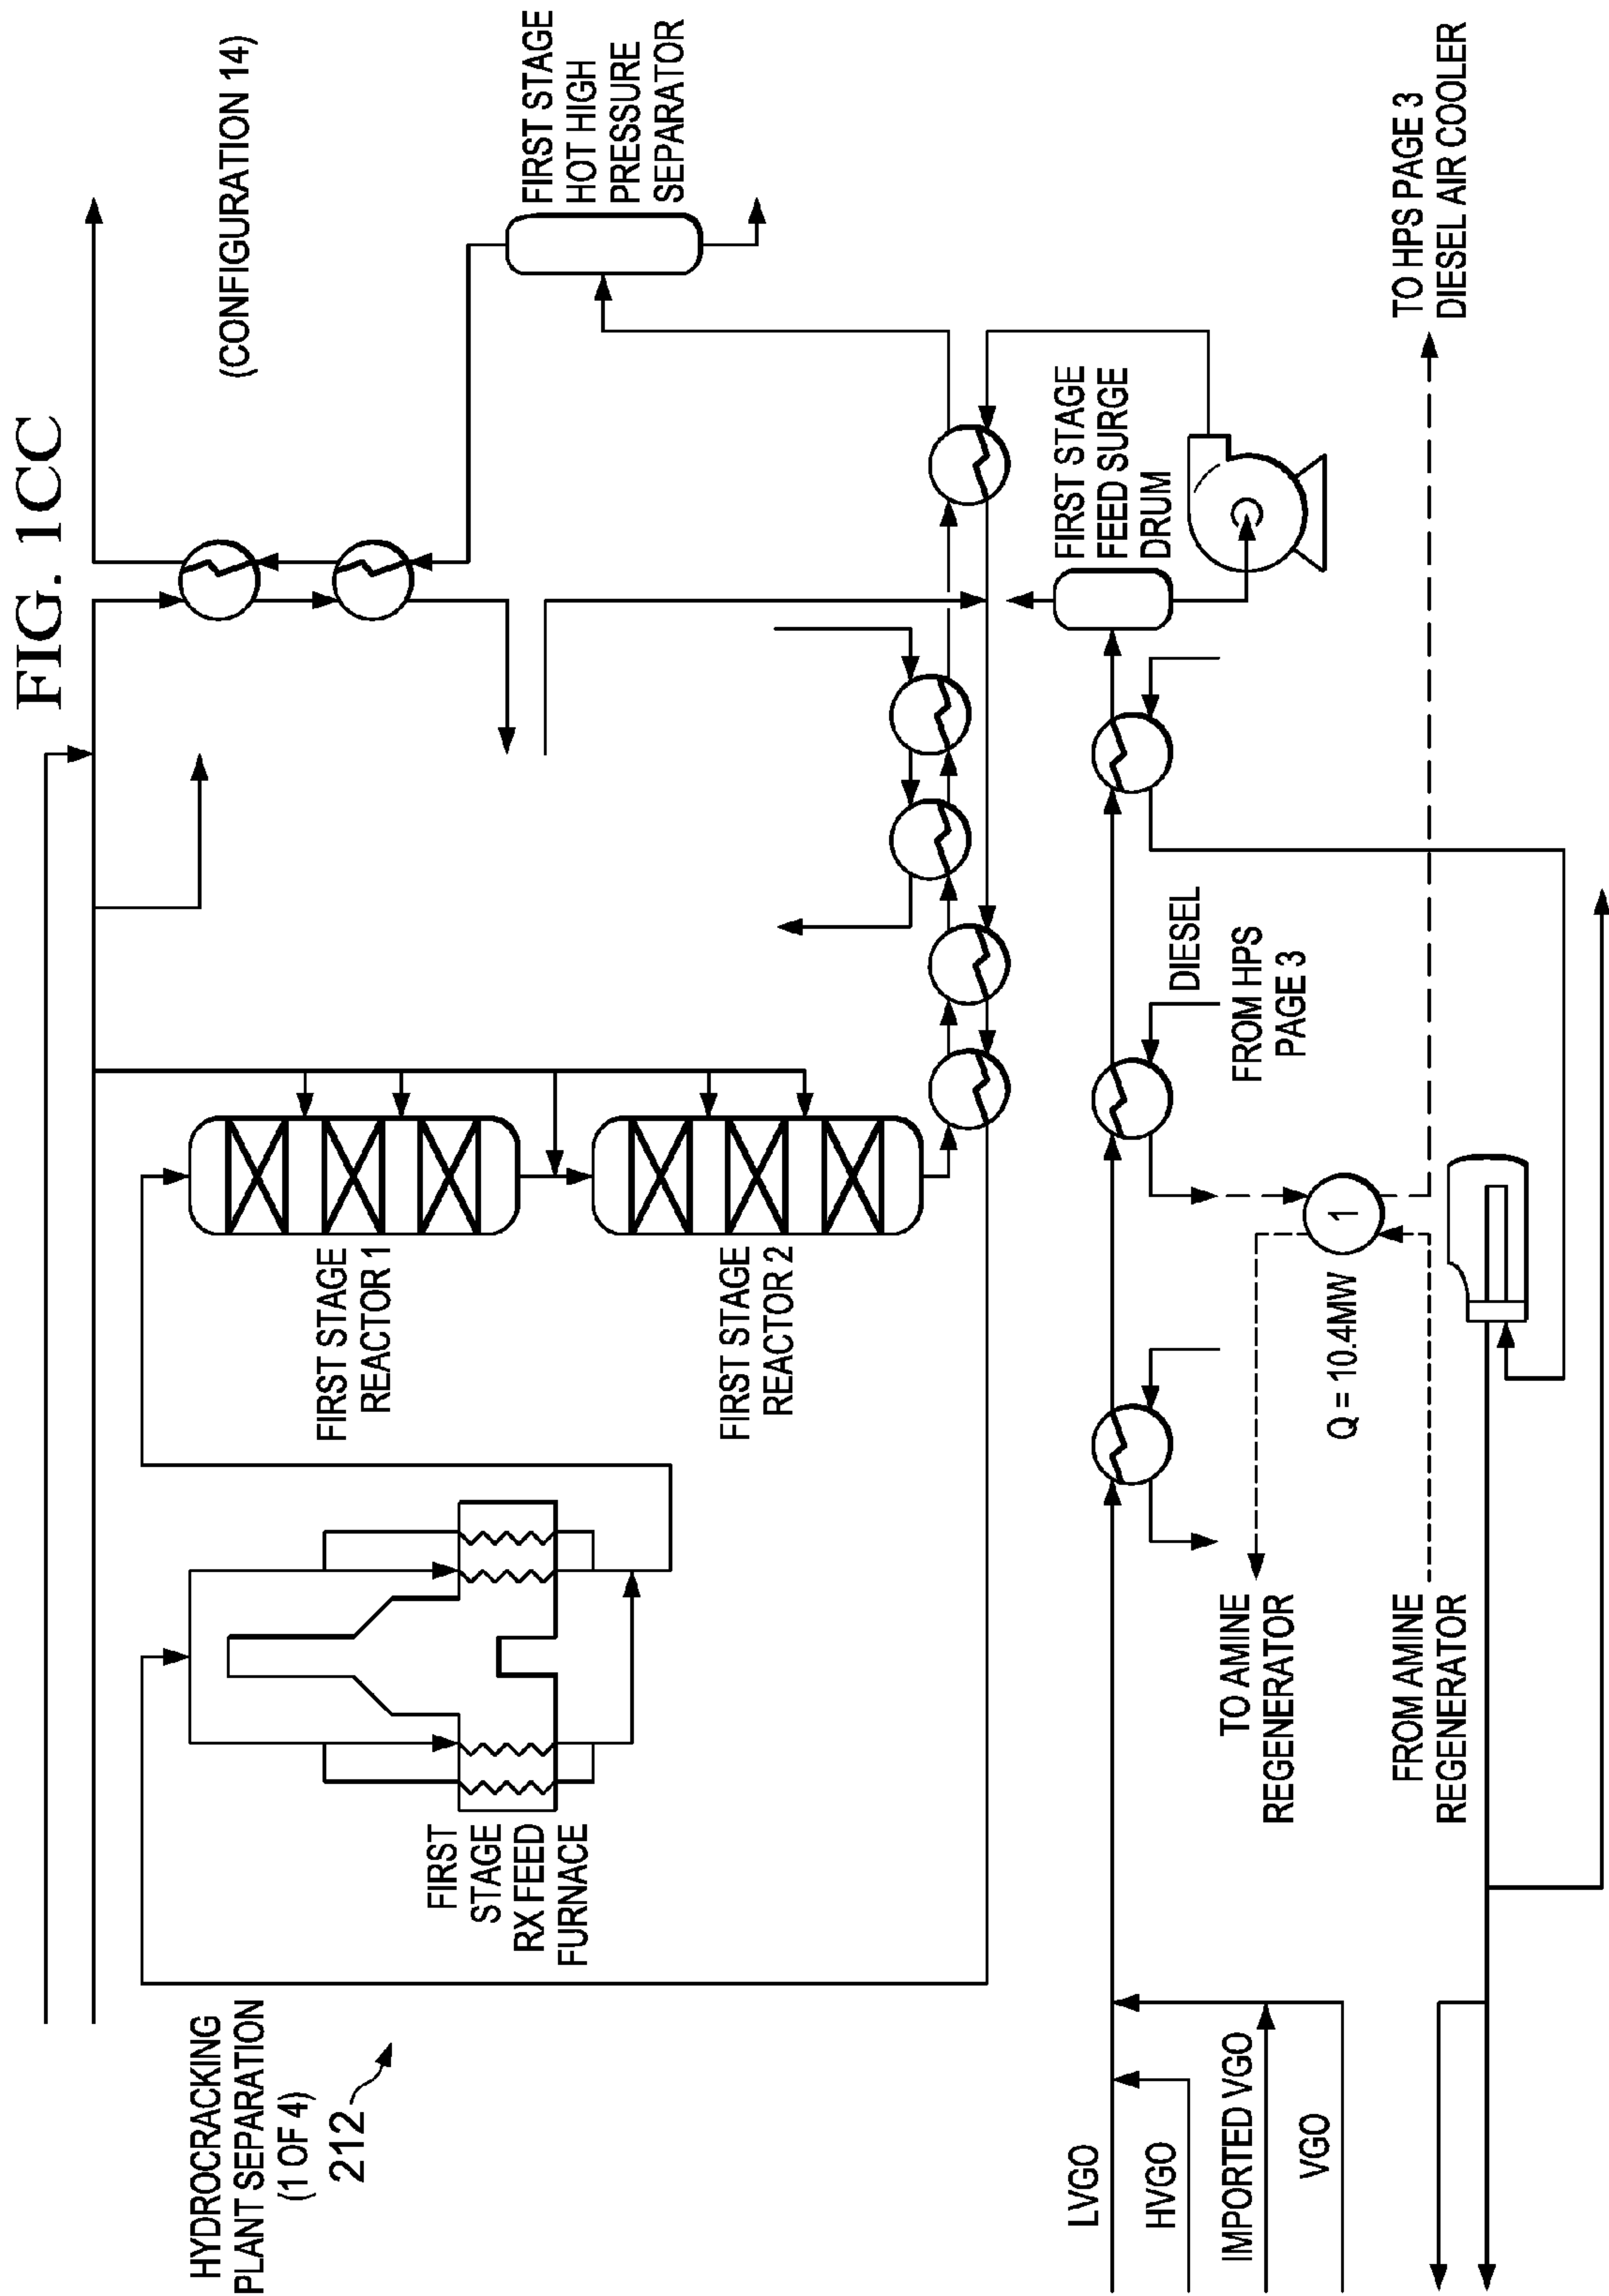 FIG. 1CC
(CONFIGURATION 14)
HYDROCRACKING
PLANT SEPARATION
(1 OF 4)
212
FIRST
STAGE
RX FEED
FURNACE
FIRST STAGE
REACTOR 1
FIRST STAGE
REACTOR 2
FIRST STAGE
HOT HIGH
PRESSURE
SEPARATOR
FIRST STAGE
FEED SURGE
DRUM
LVGO
HVGO
IMPORTED VGO
VGO
DIESEL
FROM HPS
PAGE 3
TO AMINE
REGENERATOR
1
Q = 10.4MW
FROM AMINE
REGENERATOR
TO HPS PAGE 3
DIESEL AIR COOLER